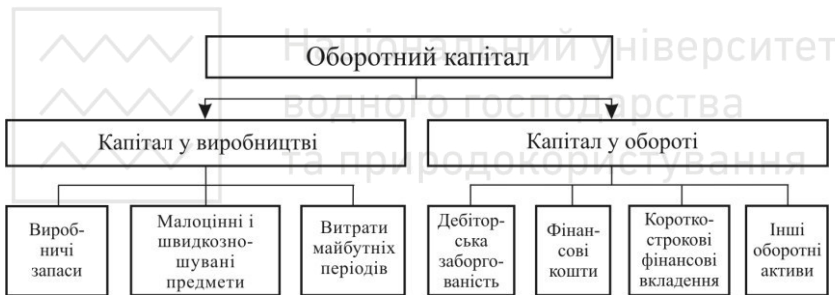 Національний університет
водного господарства
та природокористування
Оборотний капітал
Капітал у виробництві
Капітал у обороті
Вироб-
ничі
запаси
Малоцінні і
швидкозно-
шувані
предмети
Витрати
майбутніх
періодів
Дебітор-
ська
заборго-
ваність
Фінан-
сові
кошти
Коротко-
строкові
фінансові
вкладення
Інші
оборотні
активи